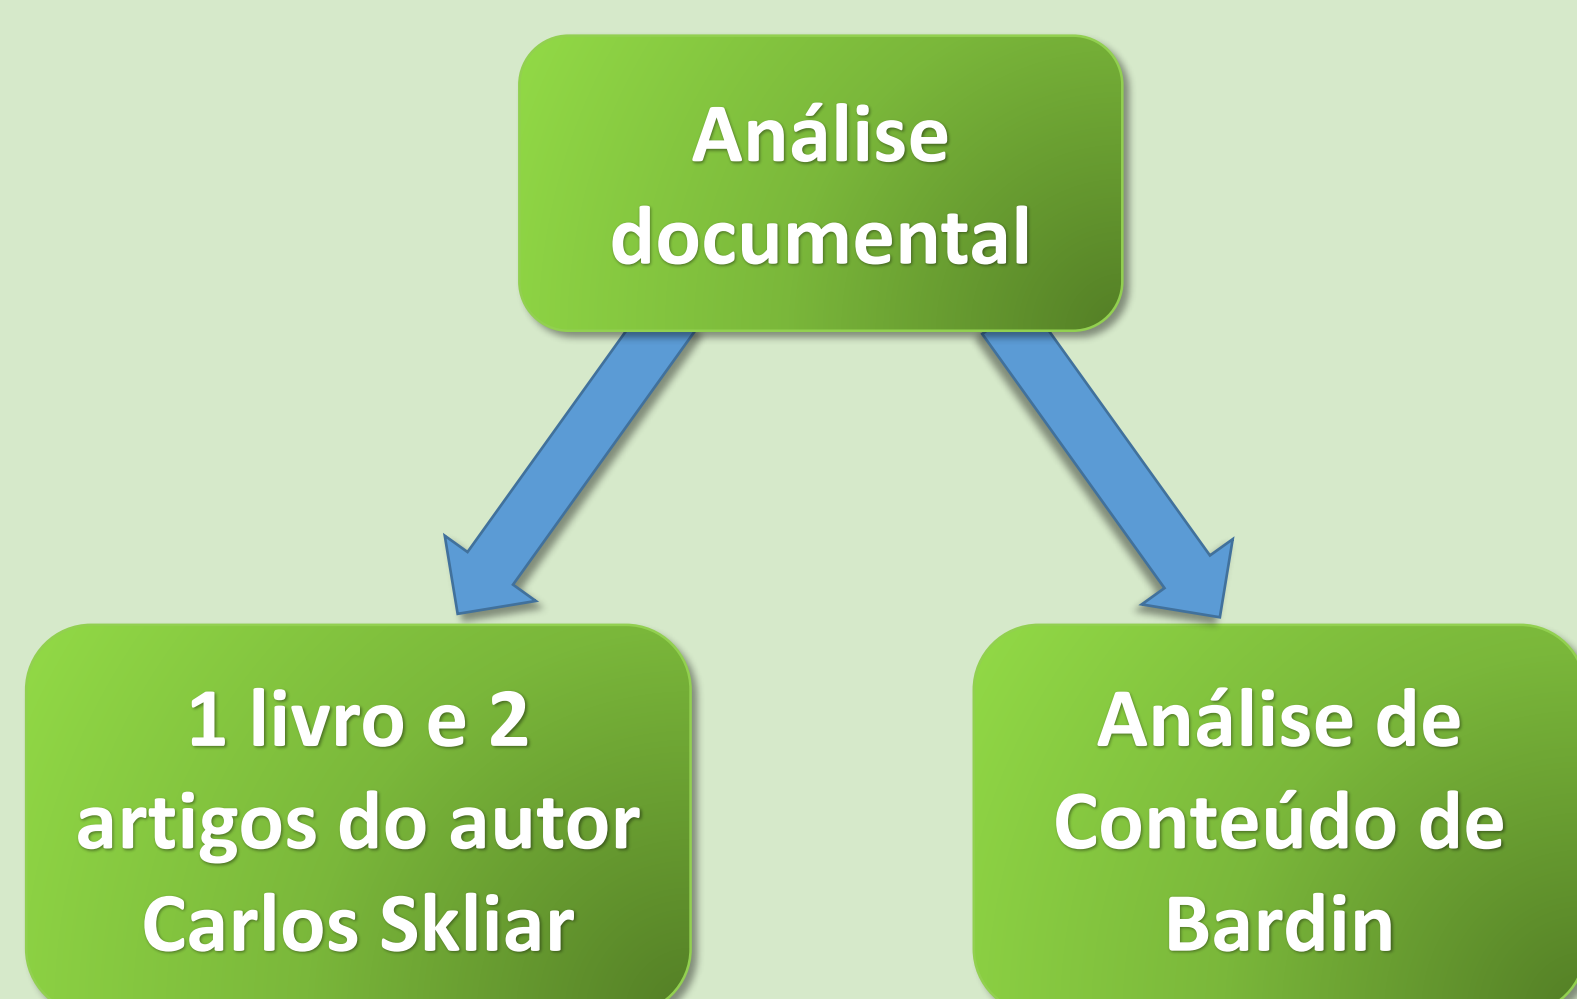 Análise
documental
1 livro e 2
artigos do autor
Carlos Skliar
Análise de
Conteúdo de
Bardin